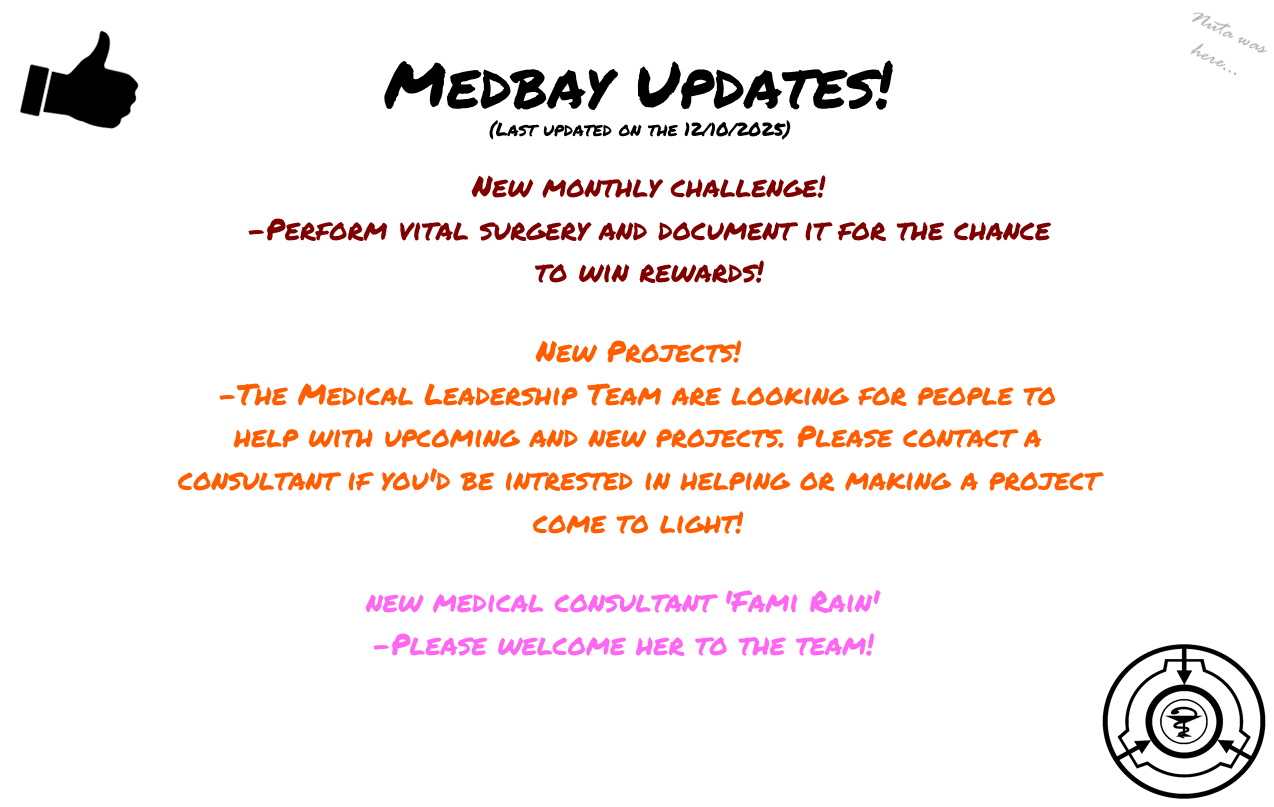 Nuta was
here...
Medbay Updates!
(Last updated on the 12/10/2025)
New monthly challenge!
-Perform vital surgery and document it for the chance
to win rewards!
New Projects!
-The Medical Leadership Team are looking for people to
help with upcoming and new projects. Please contact a
consultant if you'd be intrested in helping or making a project
come to light!
new medical consultant 'Fami Rain'
-Please welcome her to the team!